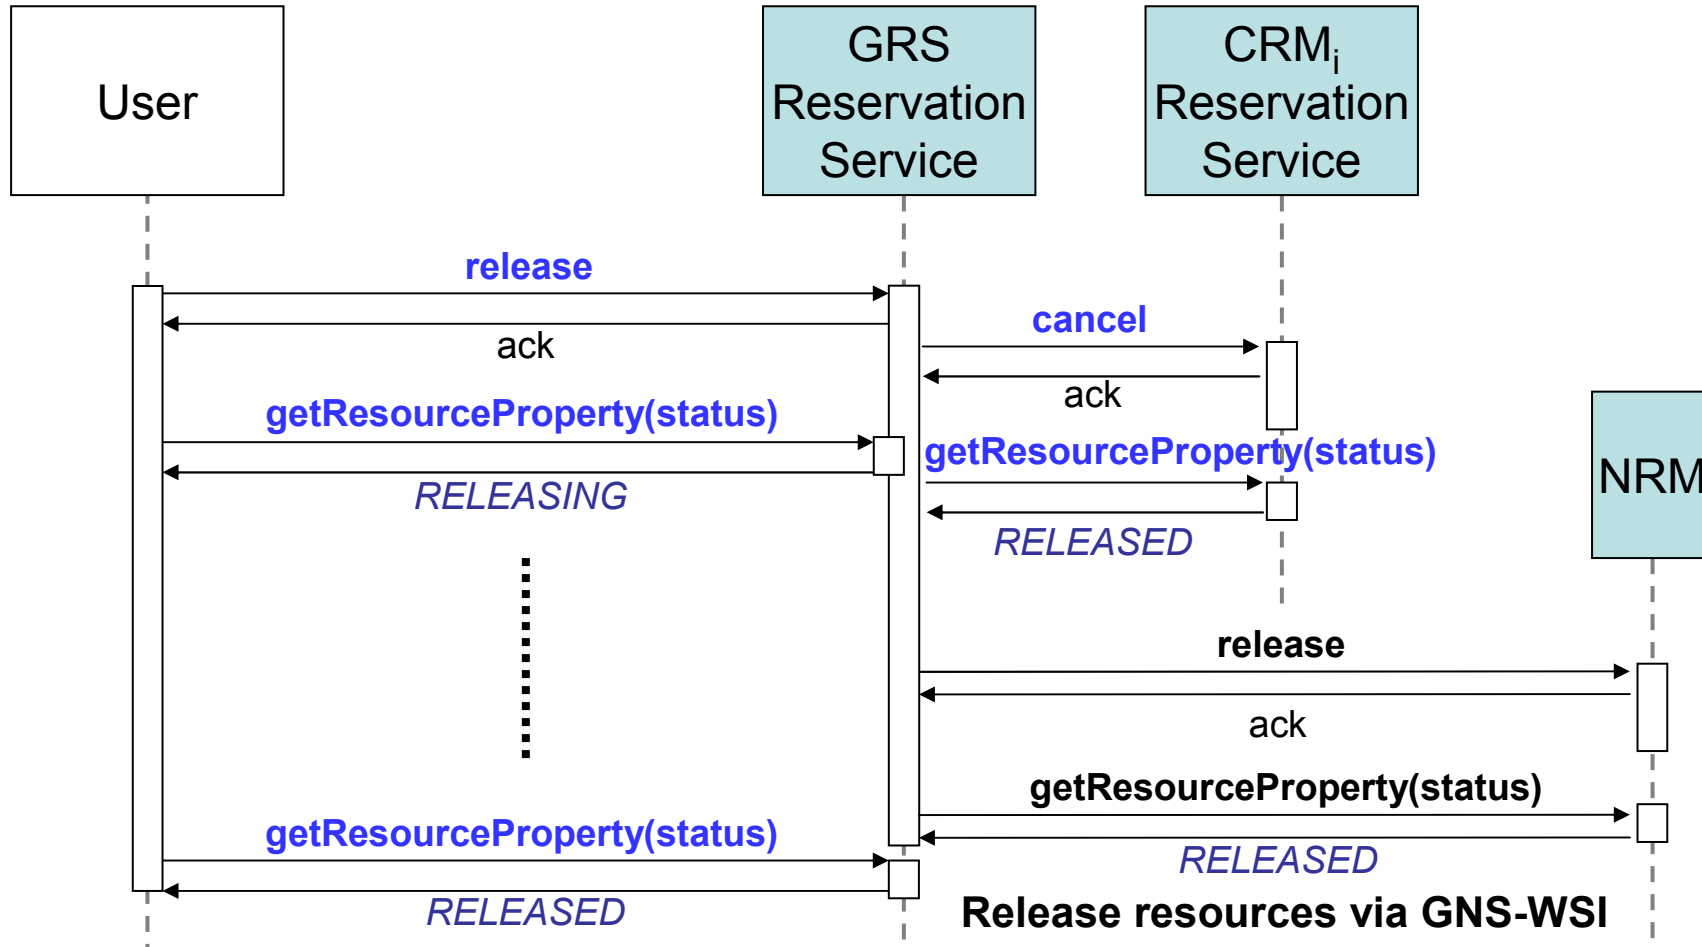 User
GRS
Reservation
Service
CRMi
Reservation
Service
release
ack
cancel
ack
getResourceProperty(status)
RELEASING
getResourceProperty(status)
RELEASED
NRM
release
ack
getResourceProperty(status)
RELEASED
getResourceProperty(status)
RELEASED
Release resources via GNS-WSI